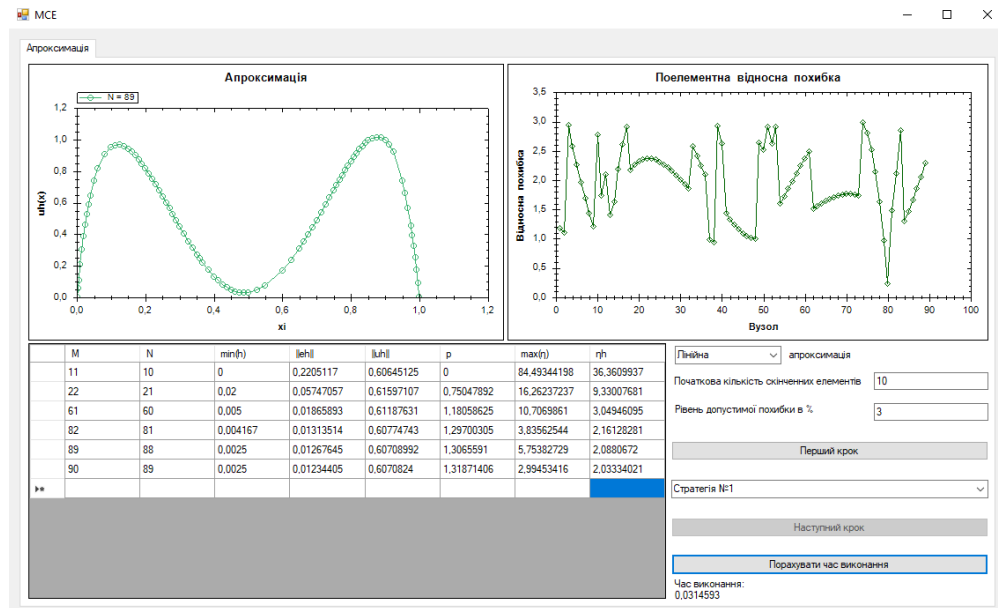 МСЕ
Апроксимація
Апроксимація
N = 89
1,2
1,0
0,8
0,6
0,4
0,2
0,0
uh(x)
0,0 0,2 0,4 0,6 0,8 1,0 1,2
xi
Поелементна відносна похибка
3,5
3,0
2,5
2,0
1,5
1,0
0,5
0,0
Відносна похибка
0 10 20 30 40 50 60 70 80 90 100
Вузол
M N min(h) ||eh|| ||uh|| p max(η) ηh
11 10 0 0,2205117 0,60645125 0 84,49344198 36,3609937
22 21 0,02 0,05747057 0,61597107 0,75047892 16,26237237 9,33007681
61 60 0,005 0,01865893 0,61187631 1,18058625 10,7069861 3,04946095
82 81 0,004167 0,01313514 0,60774743 1,29700305 3,83562544 2,16128281
89 88 0,0025 0,01267645 0,60708992 1,3065591 5,75382729 2,0880672
90 89 0,0025 0,01234405 0,6070824 1,31871406 2,99453416 2,03334021
Лінійна апроксимація
Початкова кількість скінченних елементів 10
Рівень допустимої похибки в % 3
Перший крок
Стратегія №1
Наступний крок
Порахувати час виконання
Час виконання:
0,0314593